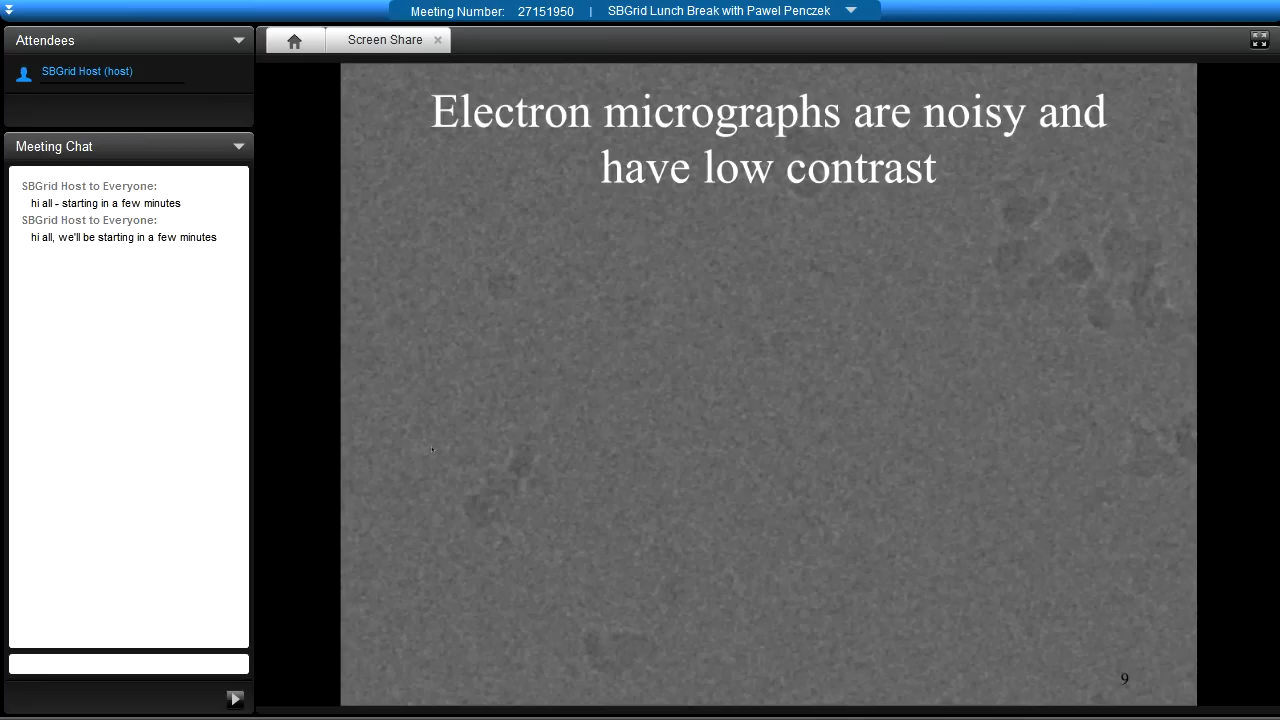 Meeting Number: 27151950 | SBGrid Lunch Break with Pawel Penczek
Attendees
SBGrid Host (host)
Meeting Chat
SBGrid Host to Everyone:
hi all - starting in a few minutes
SBGrid Host to Everyone:
hi all, we'll be starting in a few minutes
Screen Share
Electron micrographs are noisy and
have low contrast
9